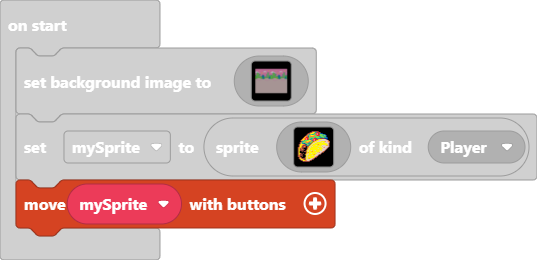 on start
set background image to
set mySprite to sprite of kind Player
move mySprite with buttons